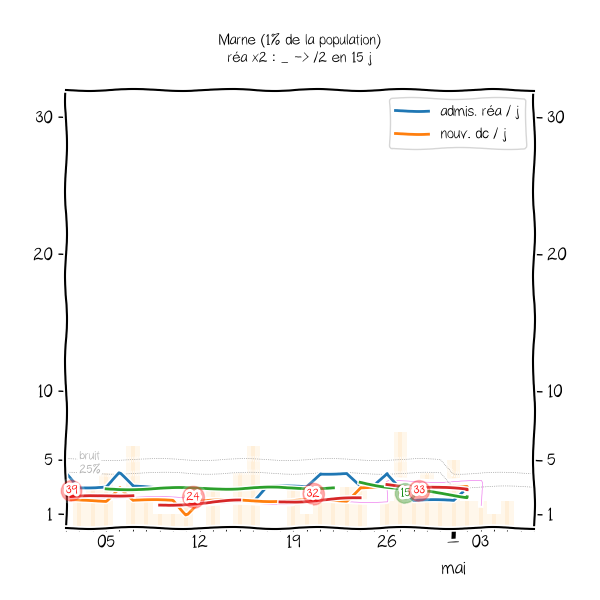 Marne (1% de la population)
réa x2 : _ -> /2 en 15 j
admis. réa / j
nouv. dc / j
30 30
20 20
10 10
5 5
1 1
bruit
25%
39 24 32 15 33
05 12 19 26 03
mai